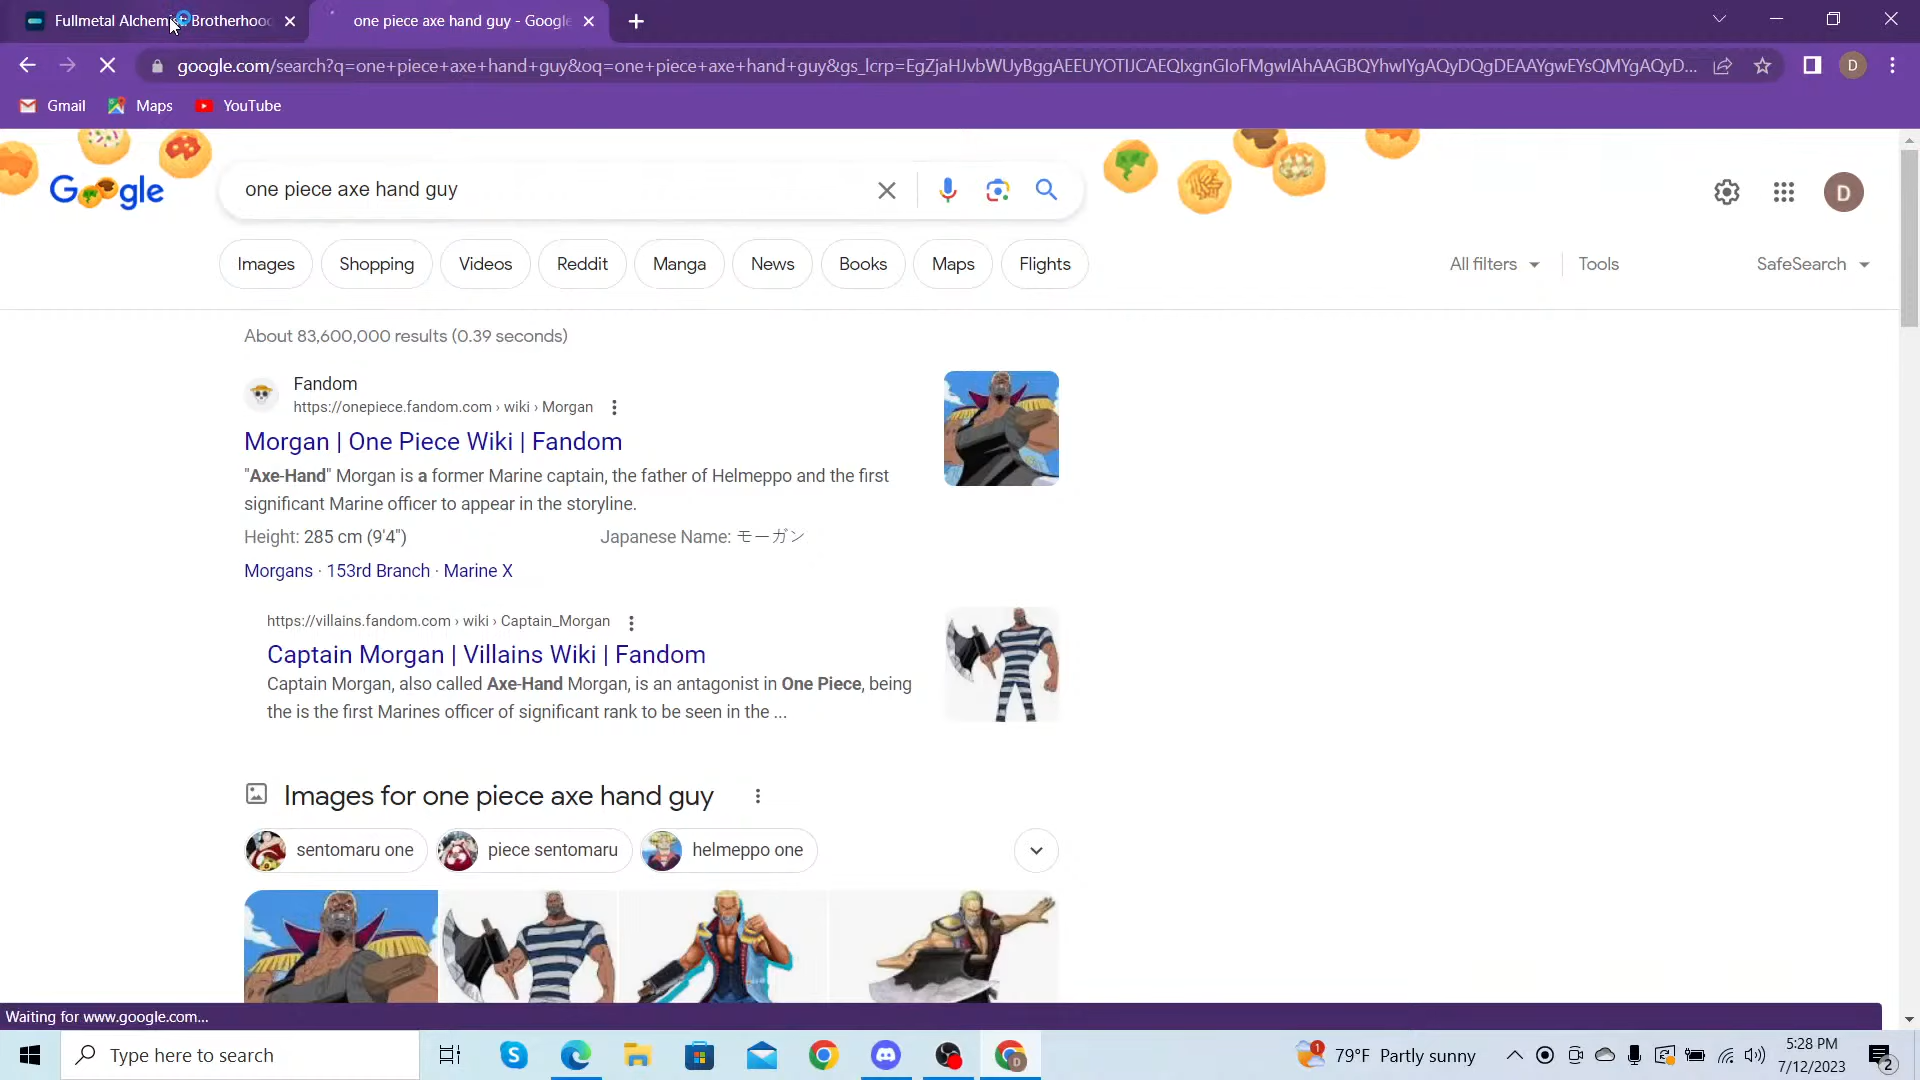 Fullmetal Alchemist Brotherhood
one piece axe hand guy - Google
google.com/search?q=one+piece+axe+hand+guy&oq=one+piece+axe+hand+guy&gs_lcrp=
Gmail Maps YouTube
Google
one piece axe hand guy
D
Images Shopping Videos Reddit Manga News Books Maps Flights All filters Tools SafeSearch
About 83,600,000 results (0.39 seconds)
Fandom
https://onepiece.fandom.com › wiki › Morgan
Morgan | One Piece Wiki | Fandom
"Axe-Hand" Morgan is a former Marine captain, the father of Helmeppo and the first
significant Marine officer to appear in the storyline.
Height: 285 cm (9'4") Japanese Name: モーガン
Morgans · 153rd Branch · Marine X
https://villains.fandom.com › wiki › Captain_Morgan
Captain Morgan | Villains Wiki | Fandom
Captain Morgan, also called Axe-Hand Morgan, is an antagonist in One Piece, being
the is the first Marines officer of significant rank to be seen in the ...
Images for one piece axe hand guy
sentomaru one piece sentomaru helmeppo one
Waiting for www.google.com...
Type here to search
79°F Partly sunny
5:28 PM
7/12/2023
2